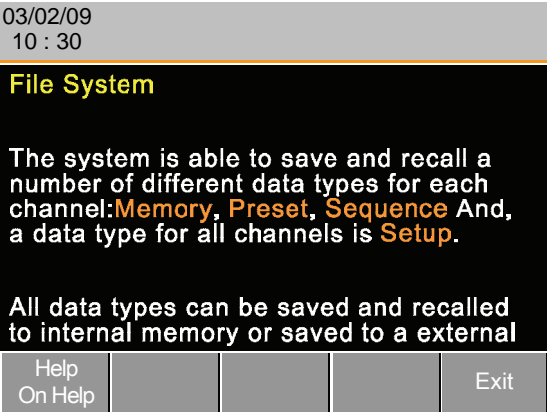 03/02/09
10 : 30
File System
The system is able to save and recall a
number of different data types for each
channel:Memory, Preset, Sequence And,
a data type for all channels is Setup.
All data types can be saved and recalled
to internal memory or saved to a external
Help
On Help
Exit